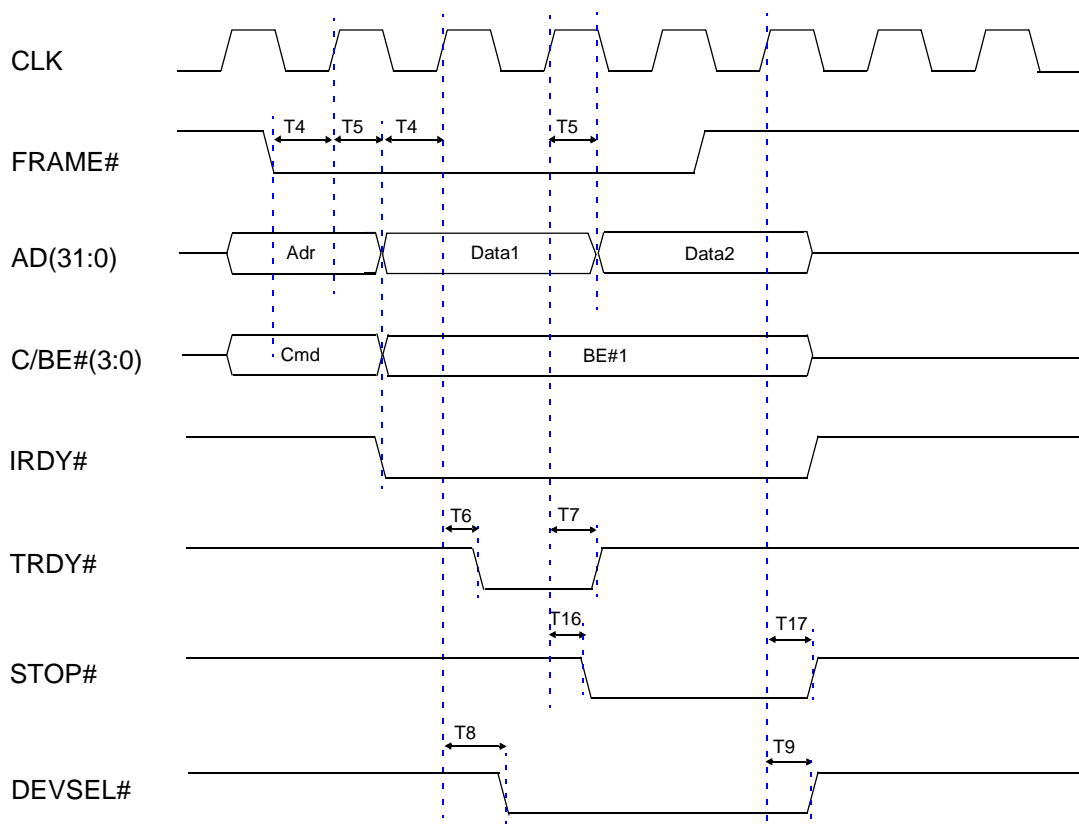 CLK
T4 T5 T4 T5
FRAME#
AD(31:0) Adr Data1 Data2
C/BE#(3:0) Cmd BE#1
IRDY#
T6 T7
TRDY#
T16 T17
STOP#
T8 T9
DEVSEL#